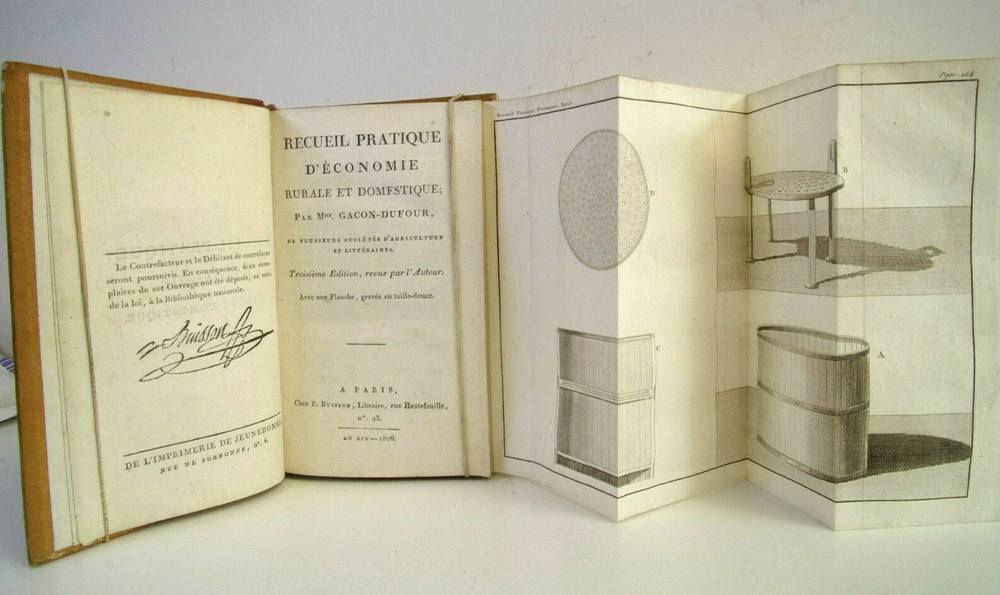 Le Contrefacteur et le Débitant de contrefaçons
seront poursuivis. En conséquence, deux exem-
plaires de cet Ouvrage ont été déposés, en vertu
de la loi, à la Bibliothèque nationale.
Buisson
DE L'IMPRIMERIE DE JEUNEHOMME,
RUE DE SORBONNE, nº. 4.
RECUEIL PRATIQUE
D'ÉCONOMIE
RURALE ET DOMESTIQUE;
PAR Mme. GACON-DUFOUR,
DE PLUSIEURS SOCIÉTÉS D'AGRICULTURE
ET LITTÉRAIRES.
Troisième Edition, revue par l'Auteur.
Avec une Planche, gravée en taille-douce.
A PARIS,
Chez F. BUISSON, Libraire, rue Hautefeuille,
nº. 23.
AN XIV—1806.
Page
D
B
C
A.